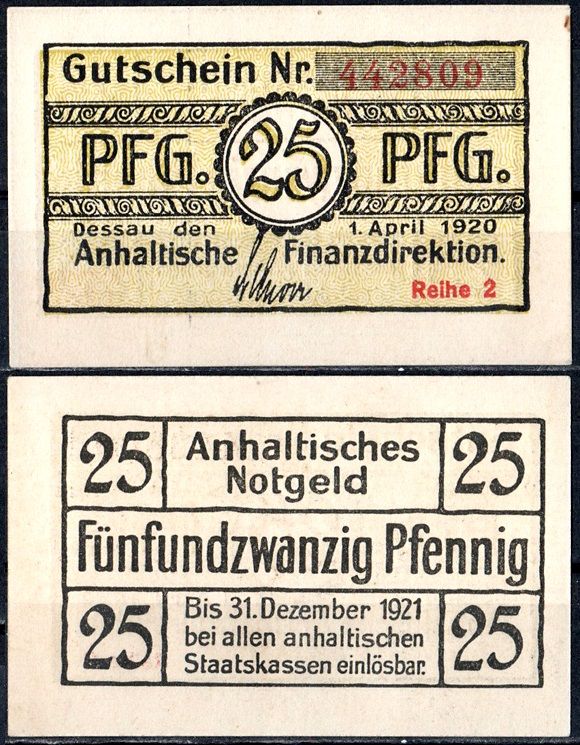 Gutschein Nr. 442809
PFG. 25 PFG.
Dessau den 1. April 1920
Anhaltische Finanzdirektion.
Reihe 2
25 Anhaltisches Notgeld 25
Fünfundzwanzig Pfennig
25 Bis 31. Dezember 1921 25
bei allen anhaltischen
Staatskassen einlösbar.